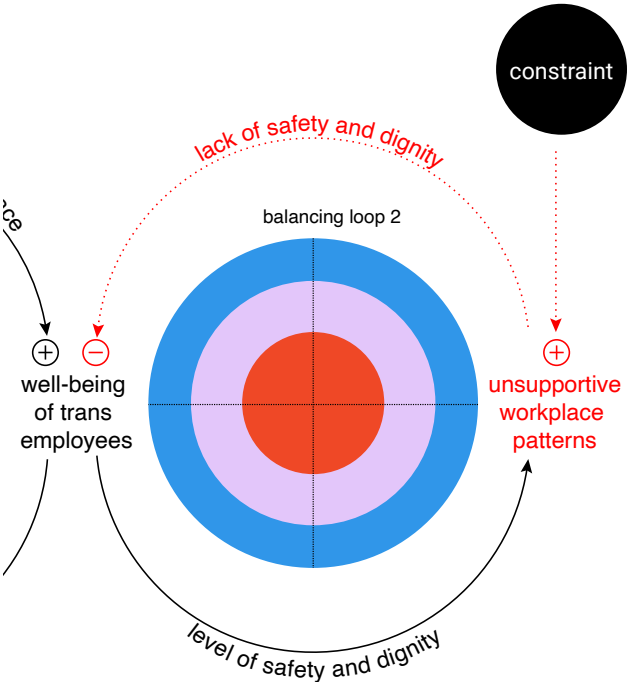 constraint
lack of safety and dignity
balancing loop 2
+
−
+
well-being
of trans
employees
unsupportive
workplace
patterns
level of safety and dignity